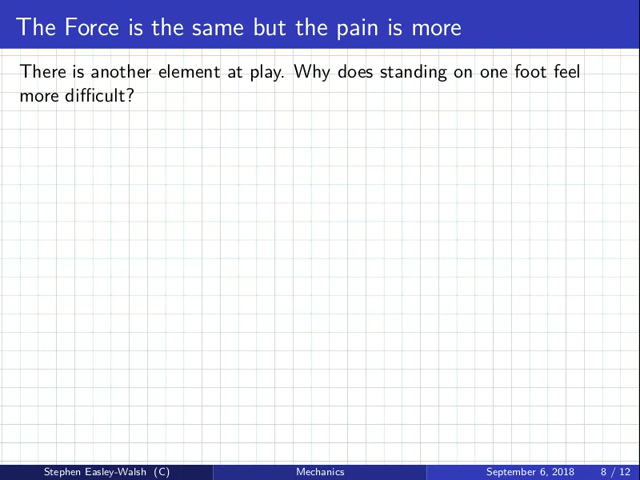 The Force is the same but the pain is more
There is another element at play. Why does standing on one foot feel
more difficult?
Stephen Easley-Walsh (C) Mechanics September 6, 2018 8 / 12